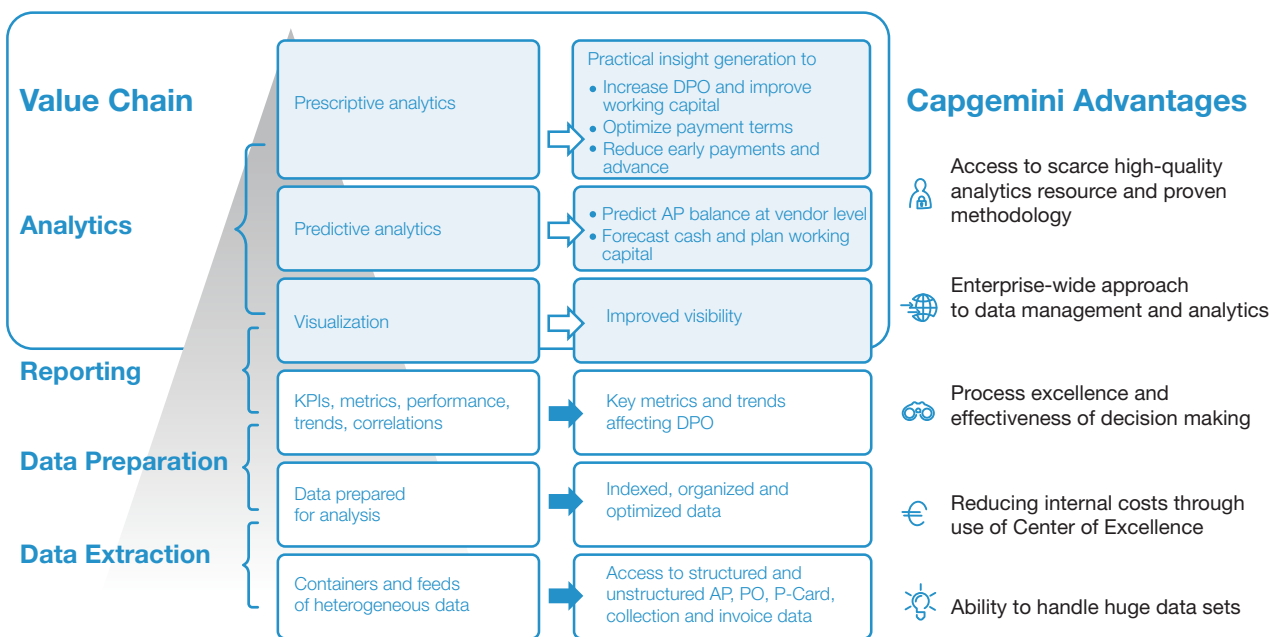 Value Chain
Analytics
Reporting
Data Preparation
Data Extraction
Prescriptive analytics
Practical insight generation to
• Increase DPO and improve
working capital
• Optimize payment terms
• Reduce early payments and
advance
Predictive analytics
• Predict AP balance at vendor level
• Forecast cash and plan working
capital
Visualization
Improved visibility
KPIs, metrics, performance,
trends, correlations
Key metrics and trends
affecting DPO
Data prepared
for analysis
Indexed, organized and
optimized data
Containers and feeds
of heterogeneous data
Access to structured and
unstructured AP, PO, P-Card,
collection and invoice data
Capgemini Advantages
Access to scarce high-quality
analytics resource and proven
methodology
Enterprise-wide approach
to data management and analytics
Process excellence and
effectiveness of decision making
€
Reducing internal costs through
use of Center of Excellence
Ability to handle huge data sets